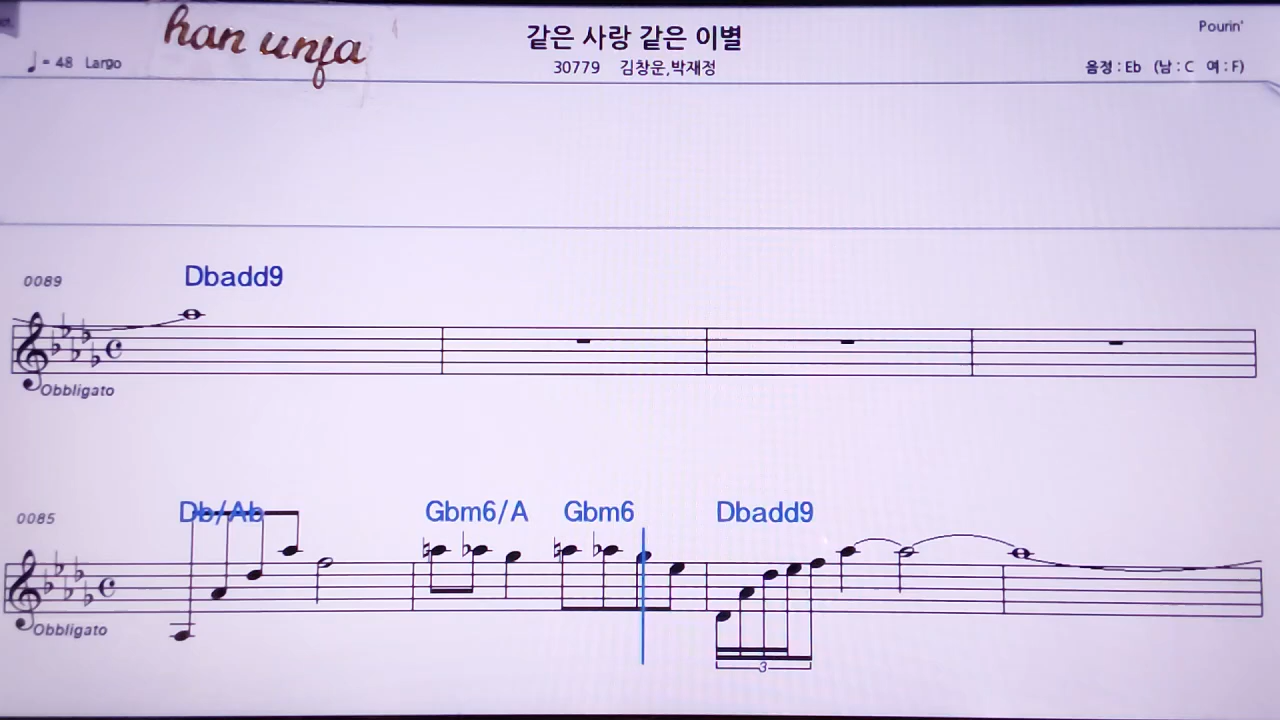 han unfa
같은 사랑 같은 이별
Pourin'
♩= 48 Largo
30779 김창운,박재정
음정 : Eb (남 : C 여 : F)
0089
Dbadd9
Obbligato
0085
Db/Ab Gbm6/A Gbm6 Dbadd9
Obbligato
3